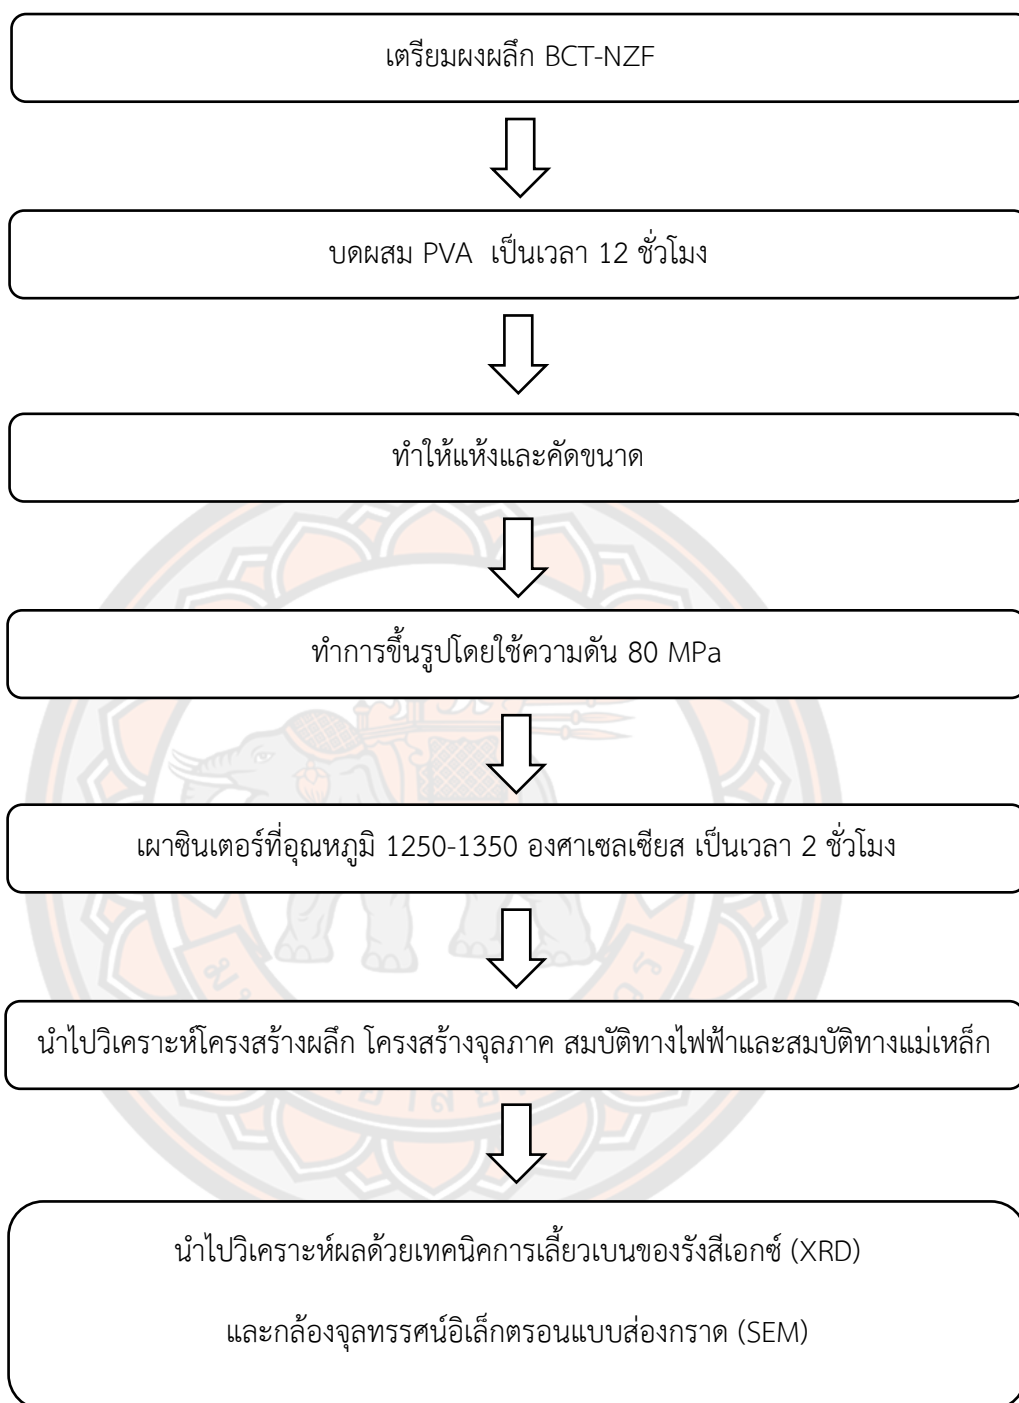 เตรียมผงผลึก BCT-NZF
บดผสม PVA เป็นเวลา 12 ชั่วโมง
ทำให้แห้งและคัดขนาด
ทำการขึ้นรูปโดยใช้ความดัน 80 MPa
เผาซินเตอร์ที่อุณหภูมิ 1250-1350 องศาเซลเซียส เป็นเวลา 2 ชั่วโมง
นำไปวิเคราะห์โครงสร้างผลึก โครงสร้างจุลภาค สมบัติทางไฟฟ้าและสมบัติทางแม่เหล็ก
นำไปวิเคราะห์ผลด้วยเทคนิคการเลี้ยวเบนของรังสีเอกซ์ (XRD)
และกล้องจุลทรรศน์อิเล็กตรอนแบบส่องกราด (SEM)